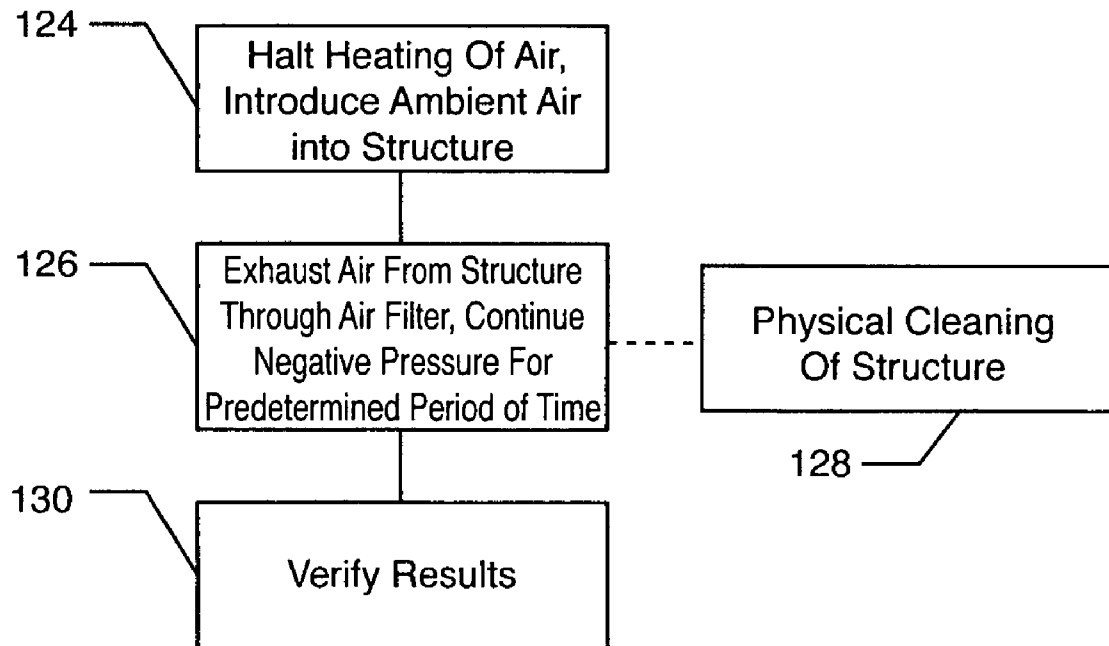 124
Halt Heating Of Air,
Introduce Ambient Air
into Structure
126
Exhaust Air From Structure
Through Air Filter, Continue
Negative Pressure For
Predetermined Period of Time
Physical Cleaning
Of Structure
128
130
Verify Results